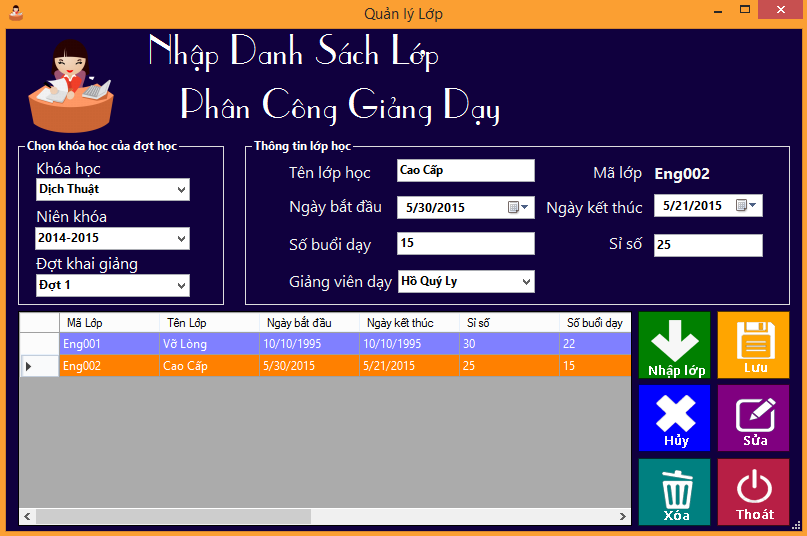 Quản lý Lớp
Nhập Danh Sách Lớp
Phân Công Giảng Dạy
Chọn khóa học của đợt học
Khóa học
Dịch Thuật
Niên khóa
2014-2015
Đợt khai giảng
Đợt 1
Thông tin lớp học
Tên lớp học
Cao Cấp
Mã lớp
Eng002
Ngày bắt đầu
5/30/2015
Ngày kết thúc
5/21/2015
Số buổi dạy
15
Sỉ số
25
Giảng viên dạy
Hồ Quý Ly
Mã Lớp Tên Lớp Ngày bắt đầu Ngày kết thúc Sỉ số Số buổi dạy
Eng001 Vỡ Lòng 10/10/1995 10/10/1995 30 22
Eng002 Cao Cấp 5/30/2015 5/21/2015 25 15
Nhập lớp
Lưu
Hủy
Sửa
Xóa
Thoát